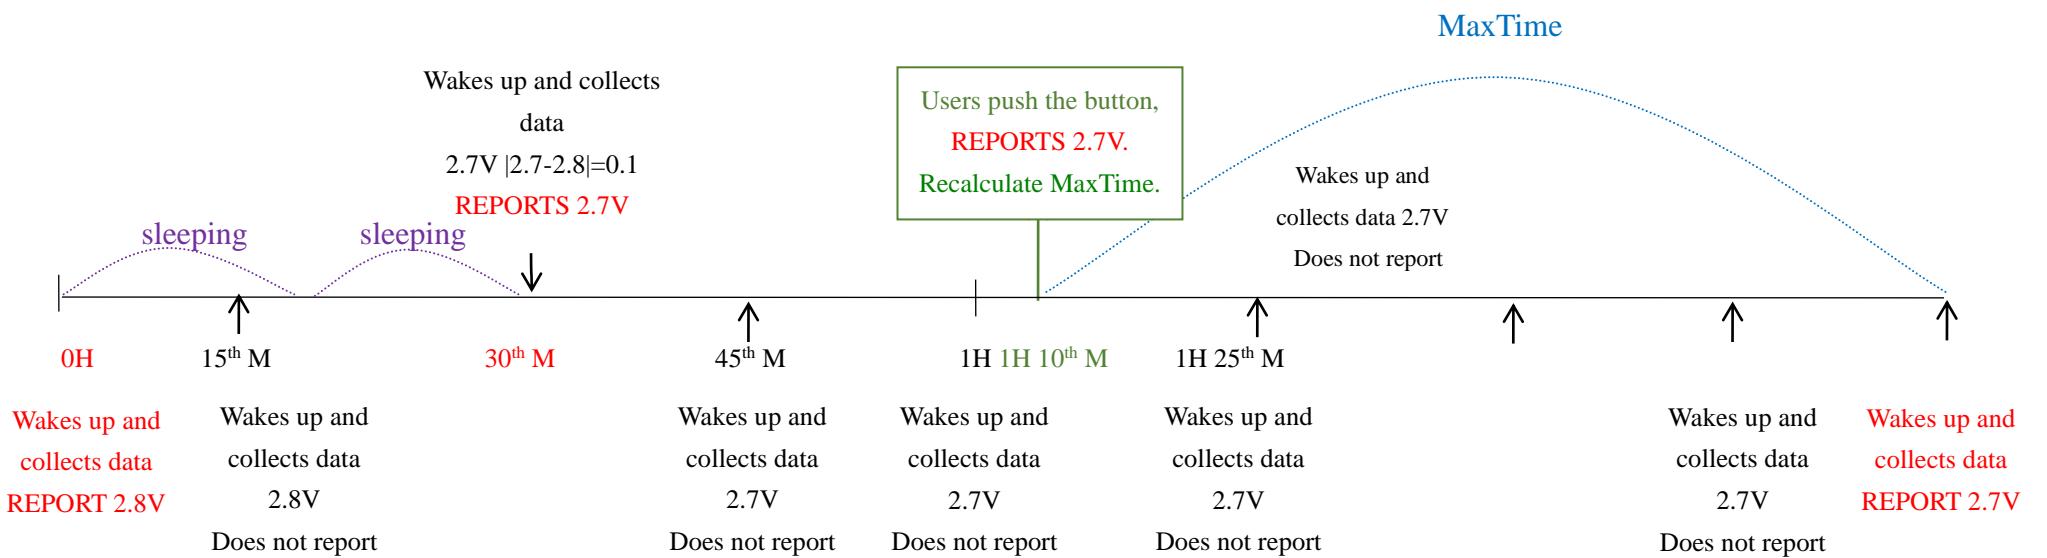 MaxTime
Wakes up and collects
data
2.7V |2.7-2.8|=0.1
REPORTS 2.7V
Users push the button,
REPORTS 2.7V.
Recalculate MaxTime.
Wakes up and
collects data 2.7V
Does not report
sleeping
sleeping
0H
15th M
30th M
45th M
1H
1H 10th M
1H 25th M
Wakes up and
collects data
REPORT 2.8V
Wakes up and
collects data
2.8V
Does not report
Wakes up and
collects data
2.7V
Does not report
Wakes up and
collects data
2.7V
Does not report
Wakes up and
collects data
2.7V
Does not report
Wakes up and
collects data
2.7V
Does not report
Wakes up and
collects data
REPORT 2.7V